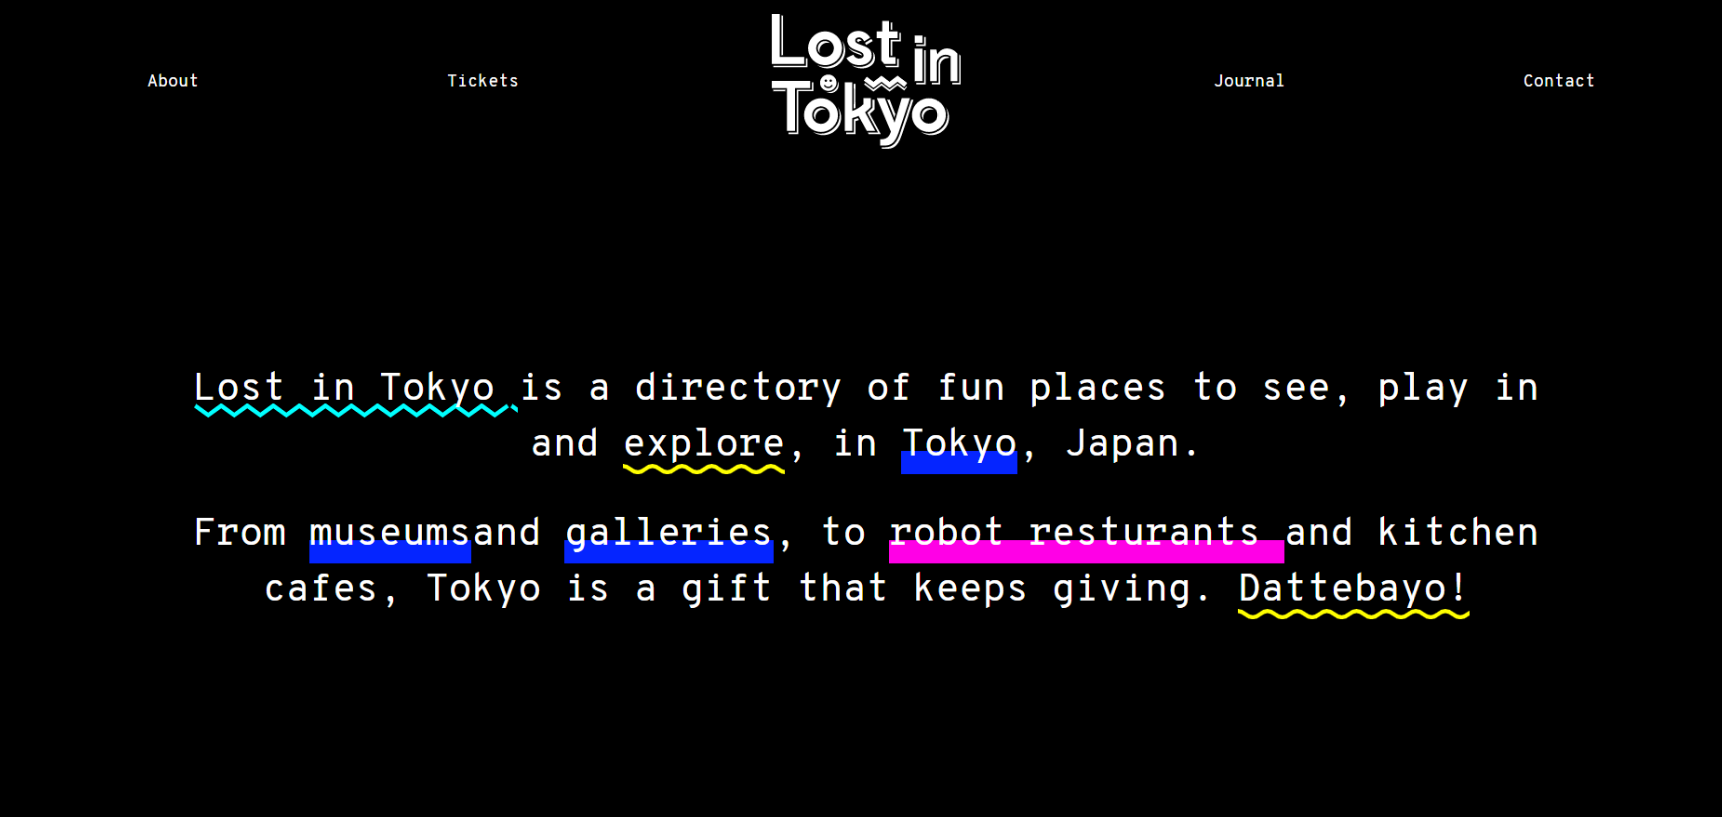 About
Tickets
Lost in
Tokyo
Journal
Contact
Lost in Tokyo is a directory of fun places to see, play in
and explore, in Tokyo, Japan.
From museumsand galleries, to robot resturants and kitchen
cafes, Tokyo is a gift that keeps giving. Dattebayo!